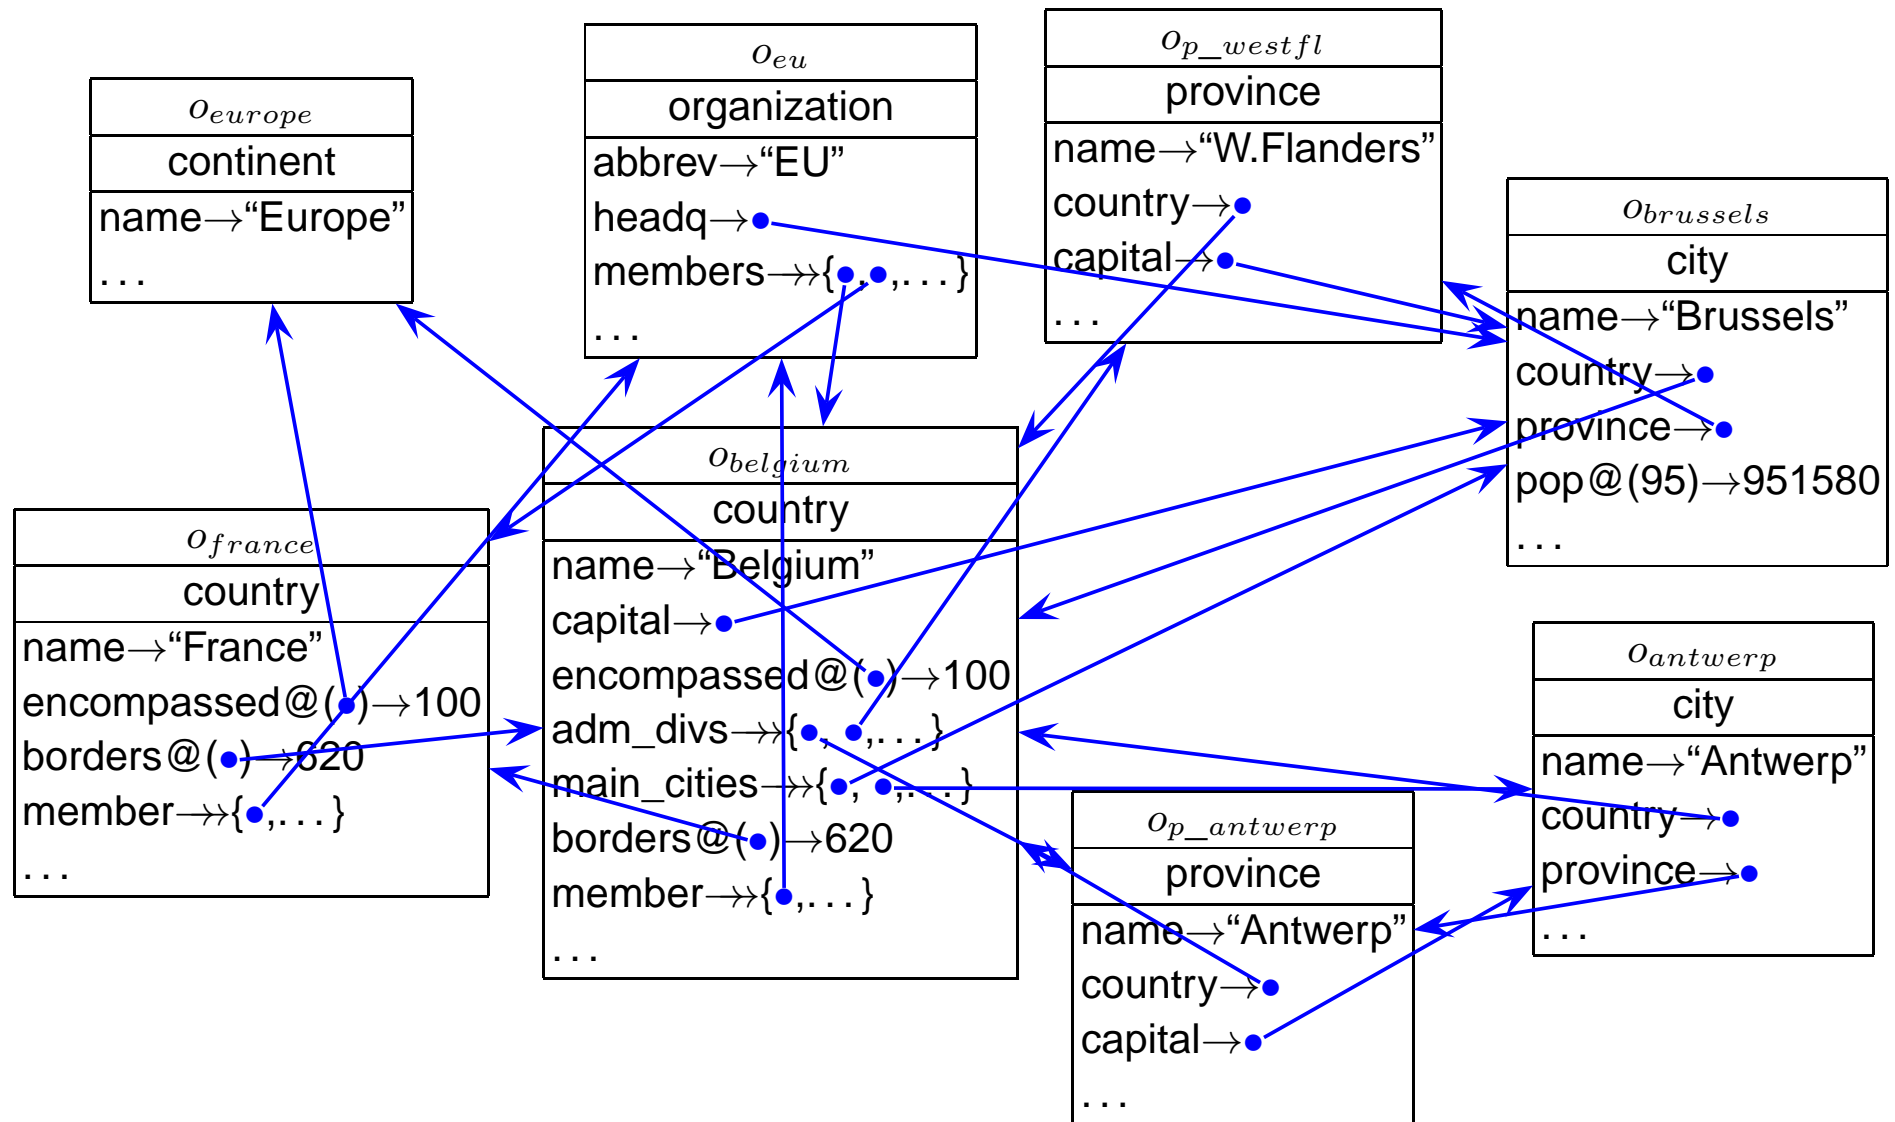 o_europe
continent
name→“Europe”
...
o_eu
organization
abbrev→“EU”
headq→•
members→→{•,•,...}
...
o_p_westfl
province
name→“W.Flanders”
country→•
capital→•
...
o_brussels
city
name→“Brussels”
country→•
province→•
pop@(95)→951580
...
o_france
country
name→“France”
encompassed@(•)→100
borders@(•)→620
member→→{•,...}
...
o_belgium
country
name→“Belgium”
capital→•
encompassed@(•)→100
adm_divs→→{•, •,...}
main_cities→→{•, •,...}
borders@(•)→620
member→→{•,...}
...
o_antwerp
city
name→“Antwerp”
country→•
province→•
...
o_p_antwerp
province
name→“Antwerp”
country→•
capital→•
...